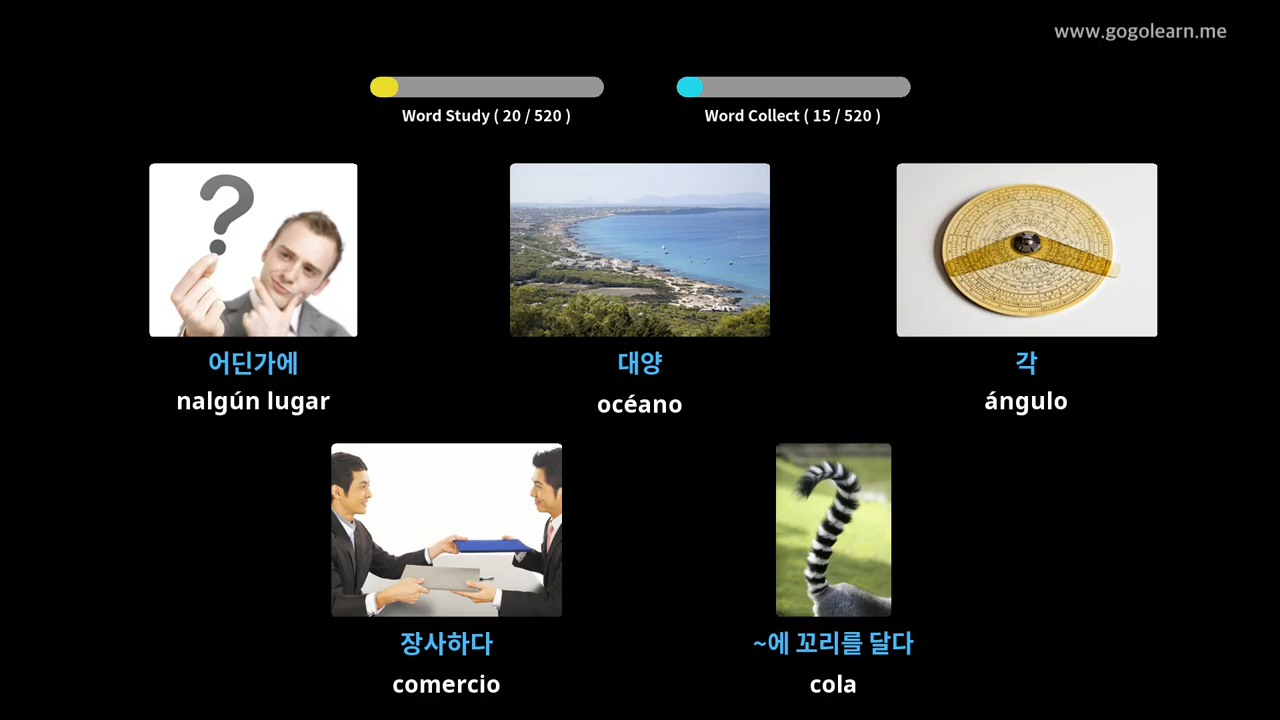 www.gogolearn.me
Word Study ( 20 / 520 )
Word Collect ( 15 / 520 )
어딘가에
nalgún lugar
대양
océano
각
ángulo
장사하다
comercio
~에 꼬리를 달다
cola